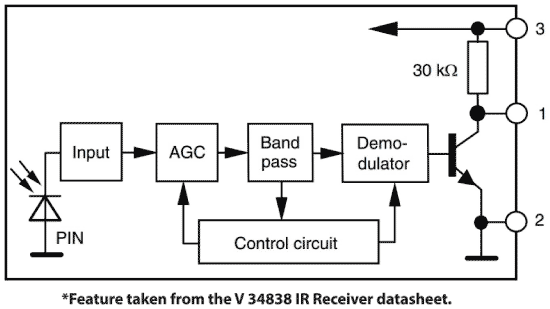 3
30 kΩ
1
Input
AGC
Band
pass
Demo-
dulator
2
PIN
Control circuit
*Feature taken from the V 34838 IR Receiver datasheet.